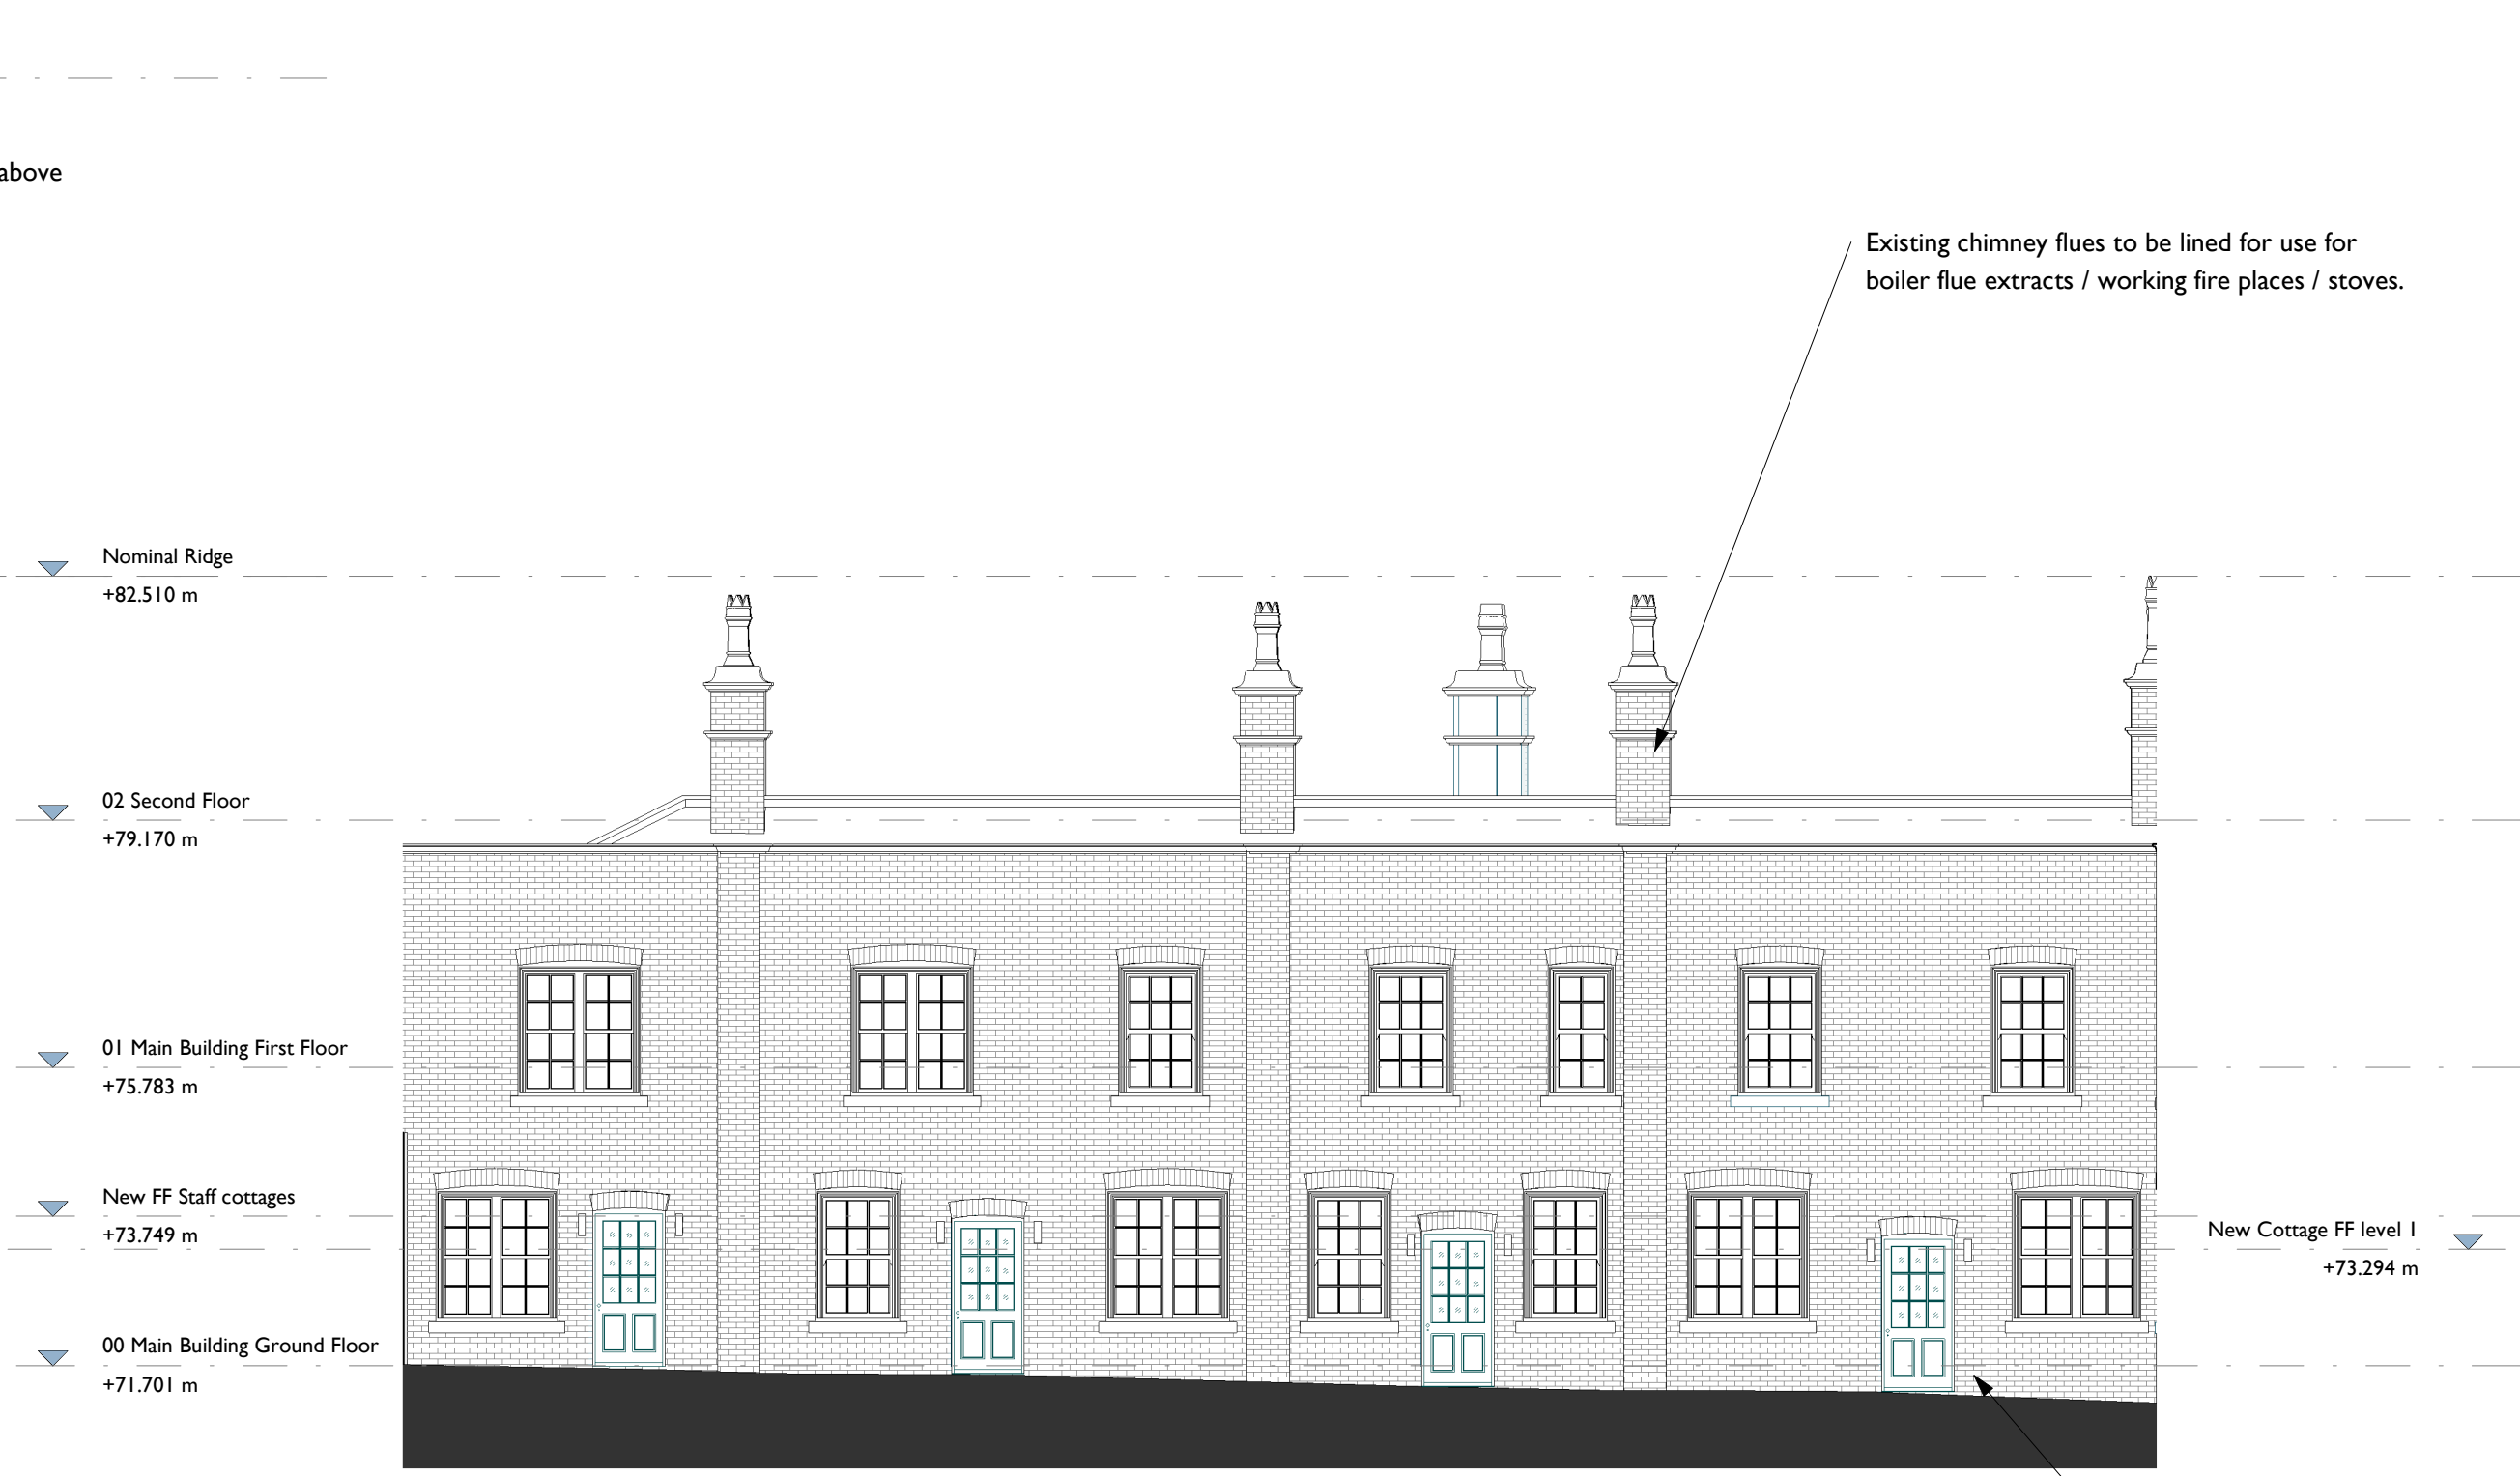 above
Existing chimney flues to be lined for use for
boiler flue extracts / working fire places / stoves.
Nominal Ridge
+82.510 m
02 Second Floor
+79.170 m
01 Main Building First Floor
+75.783 m
New FF Staff cottages
+73.749 m
New Cottage FF level 1
+73.294 m
00 Main Building Ground Floor
+71.701 m